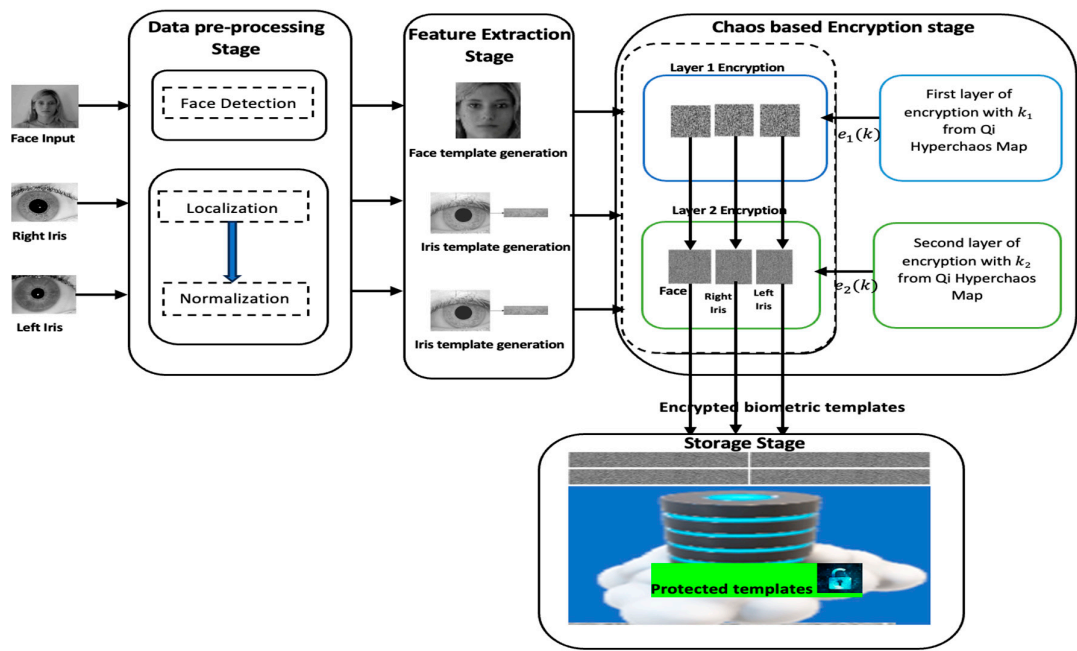 Face Input
Right Iris
Left Iris
Data pre-processing
Stage
Face Detection
Localization
Normalization
Feature Extraction
Stage
Face template generation
Iris template generation
Iris template generation
Chaos based Encryption stage
Layer 1 Encryption
e₁(k)
First layer of
encryption with k₁
from Qi
Hyperchaos Map
Layer 2 Encryption
Face
Right
Iris
Left
Iris
e₂(k)
Second layer of
encryption with k₂
from Qi Hyperchaos
Map
Encrypted biometric templates
Storage Stage
Protected templates